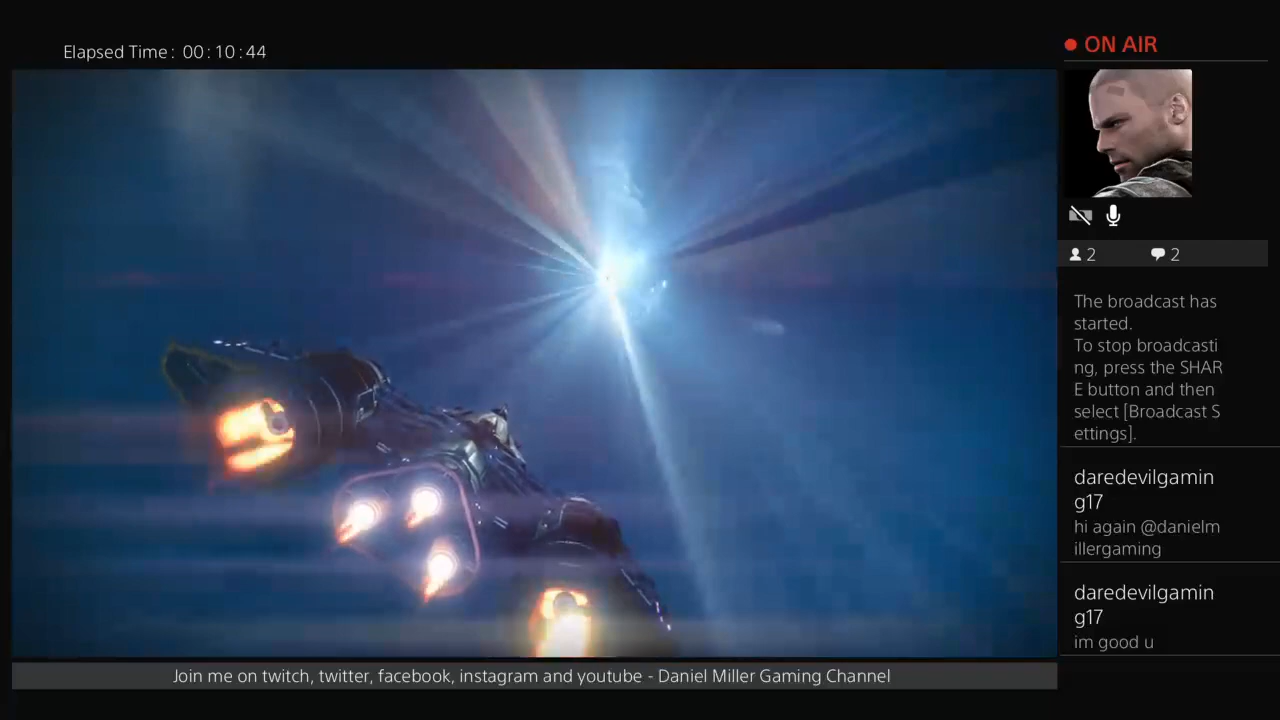 Elapsed Time: 00:10:44
ON AIR
2
2
The broadcast has
started.
To stop broadcasti
ng, press the SHAR
E button and then
select [Broadcast S
ettings].
daredevilgamin
g17
hi again @danielm
illergaming
daredevilgamin
g17
im good u
Join me on twitch, twitter, facebook, instagram and youtube - Daniel Miller Gaming Channel